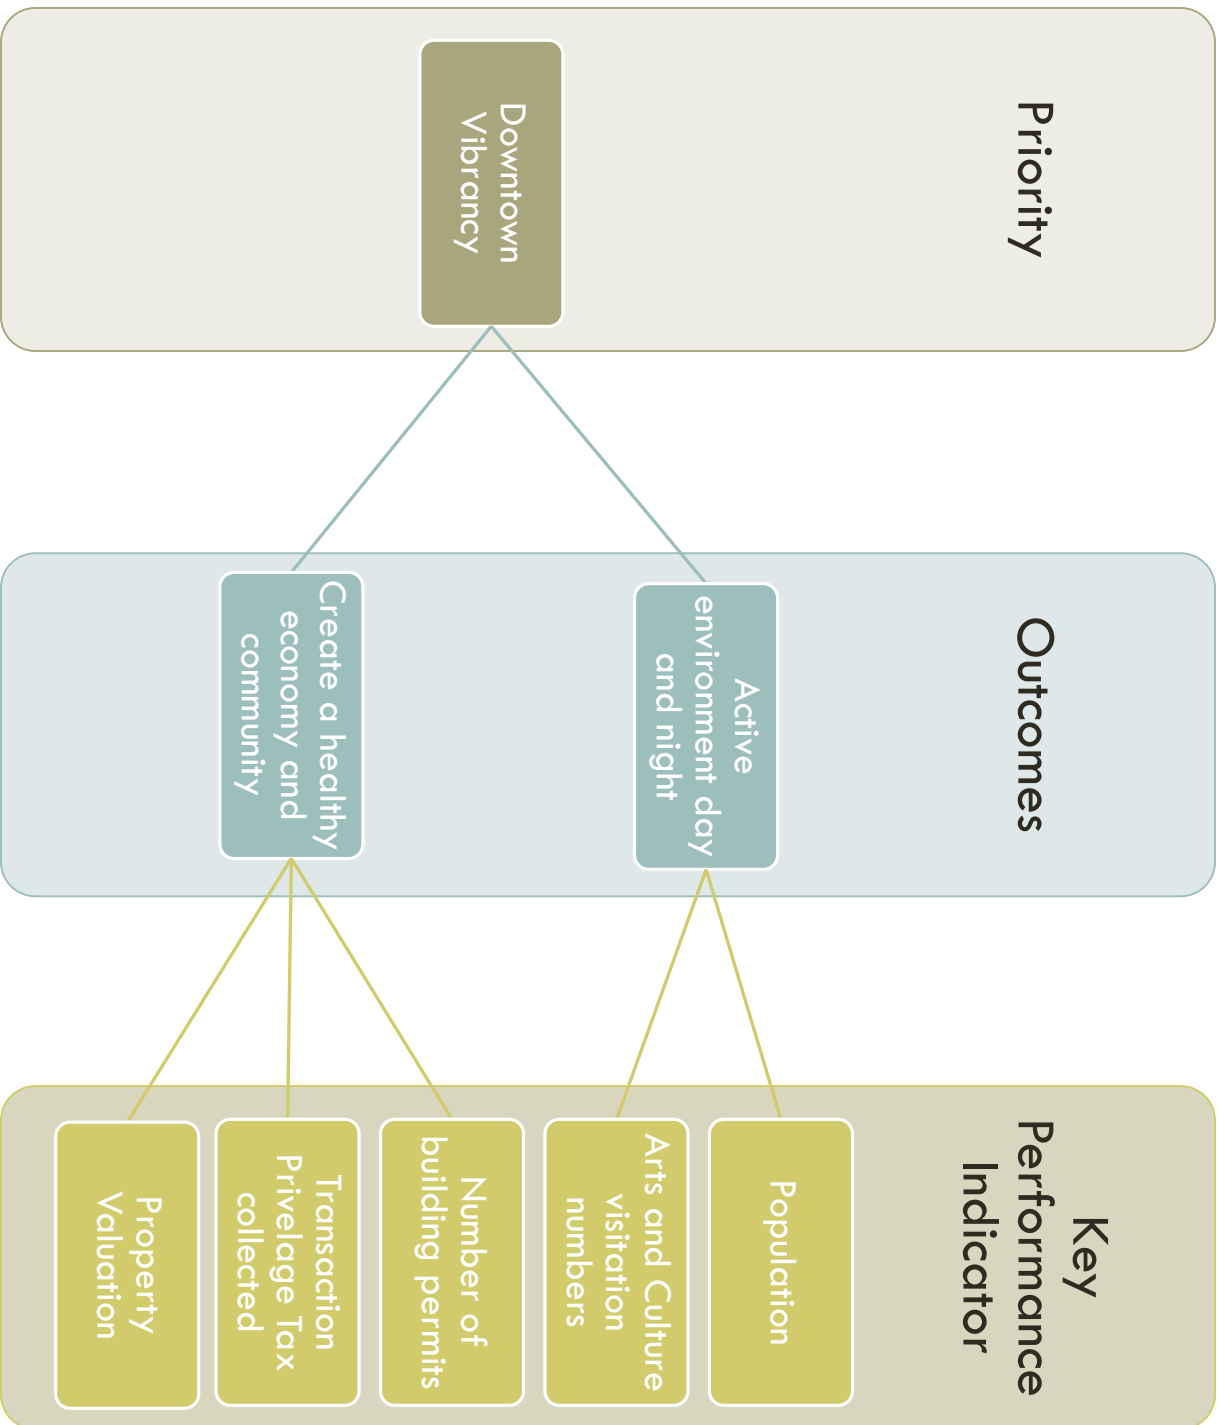 Priority
Outcomes
Key
Performance
Indicator
Downtown
Vibrancy
Active
environment day
and night
Create a healthy
economy and
community
Population
Arts and Culture
visitation
numbers
Number of
building permits
Transaction
Privelage Tax
collected
Property
Valuation